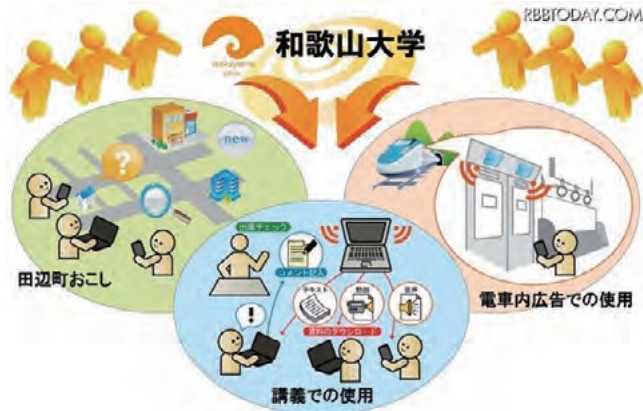 RBBTODAY.COM
和歌山大学
wakayama
univ.
new
?
田辺町おこし
出席チェック
コメント記入
テキスト
動画
音声
!
資料のダウンロード
講義での使用
電車内広告での使用